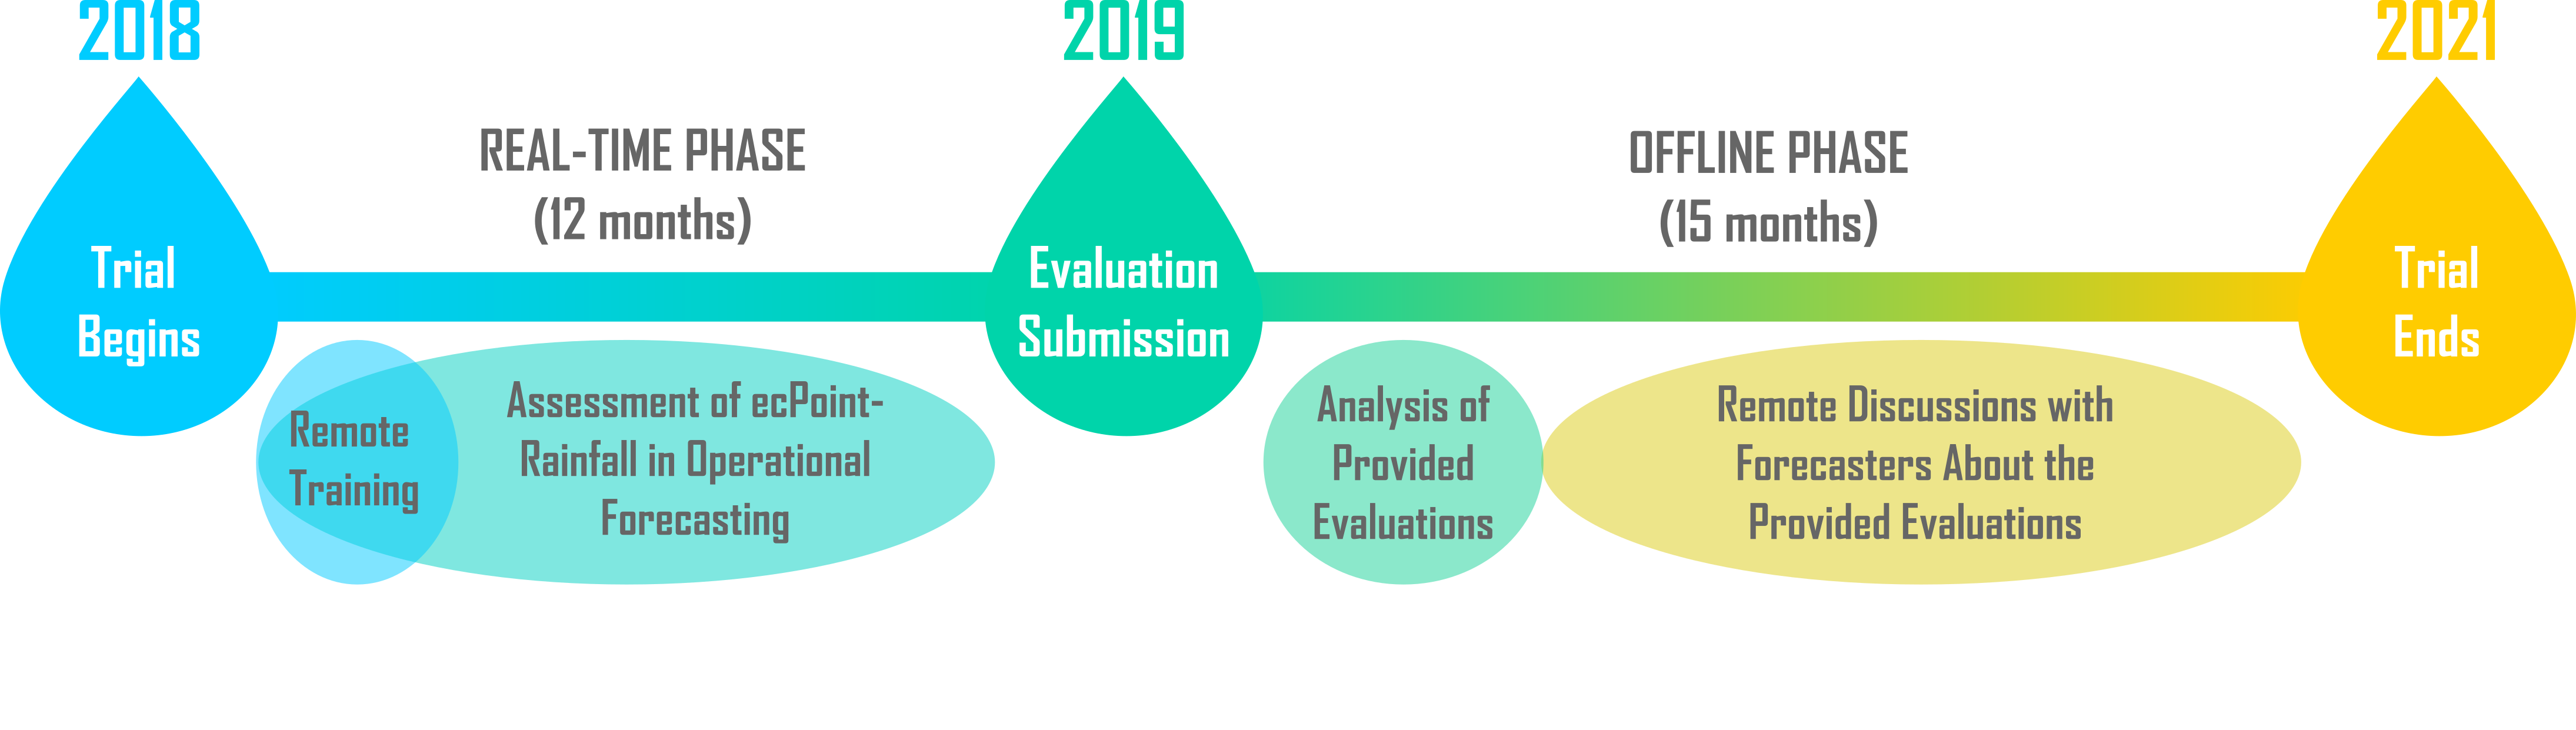 2018
2019
2021
REAL-TIME PHASE
(12 months)
OFFLINE PHASE
(15 months)
Trial
Begins
Evaluation
Submission
Trial
Ends
Remote
Training
Assessment of ecPoint-
Rainfall in Operational
Forecasting
Analysis of
Provided
Evaluations
Remote Discussions with
Forecasters About the
Provided Evaluations